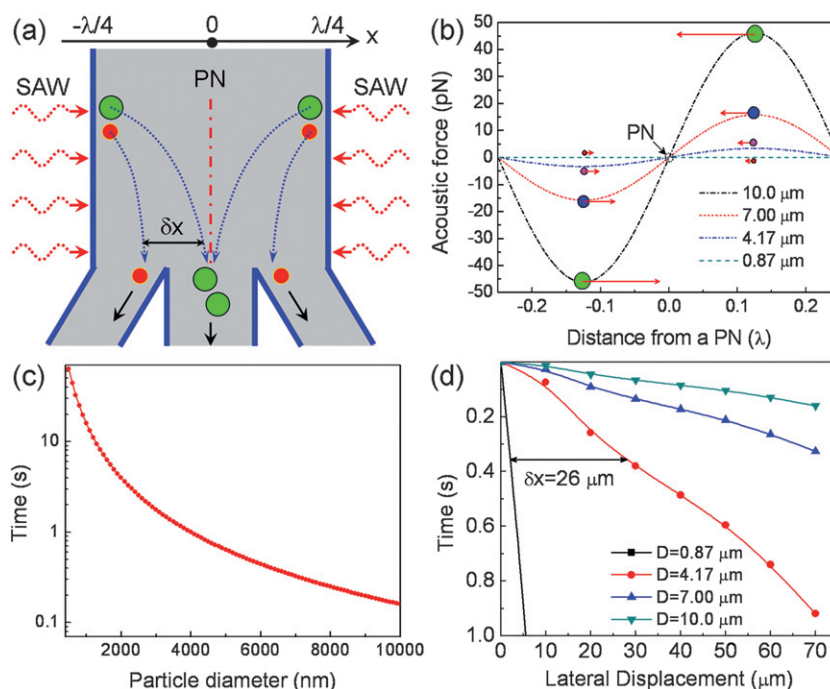 (a)
-λ/4 0 λ/4 x
PN
SAW SAW
δx
(b)
Acoustic force (pN)
50
40
30
20
10
0
-10
-20
-30
-40
-50
PN
10.0 μm
7.00 μm
4.17 μm
0.87 μm
-0.2 -0.1 0.0 0.1 0.2
Distance from a PN (λ)
(c)
Time (s)
10
1
0.1
2000 4000 6000 8000 10000
Particle diameter (nm)
(d)
Time (s)
0.2
0.4
0.6
0.8
1.0
δx=26 μm
D=0.87 μm
D=4.17 μm
D=7.00 μm
D=10.0 μm
0 10 20 30 40 50 60 70
Lateral Displacement (μm)